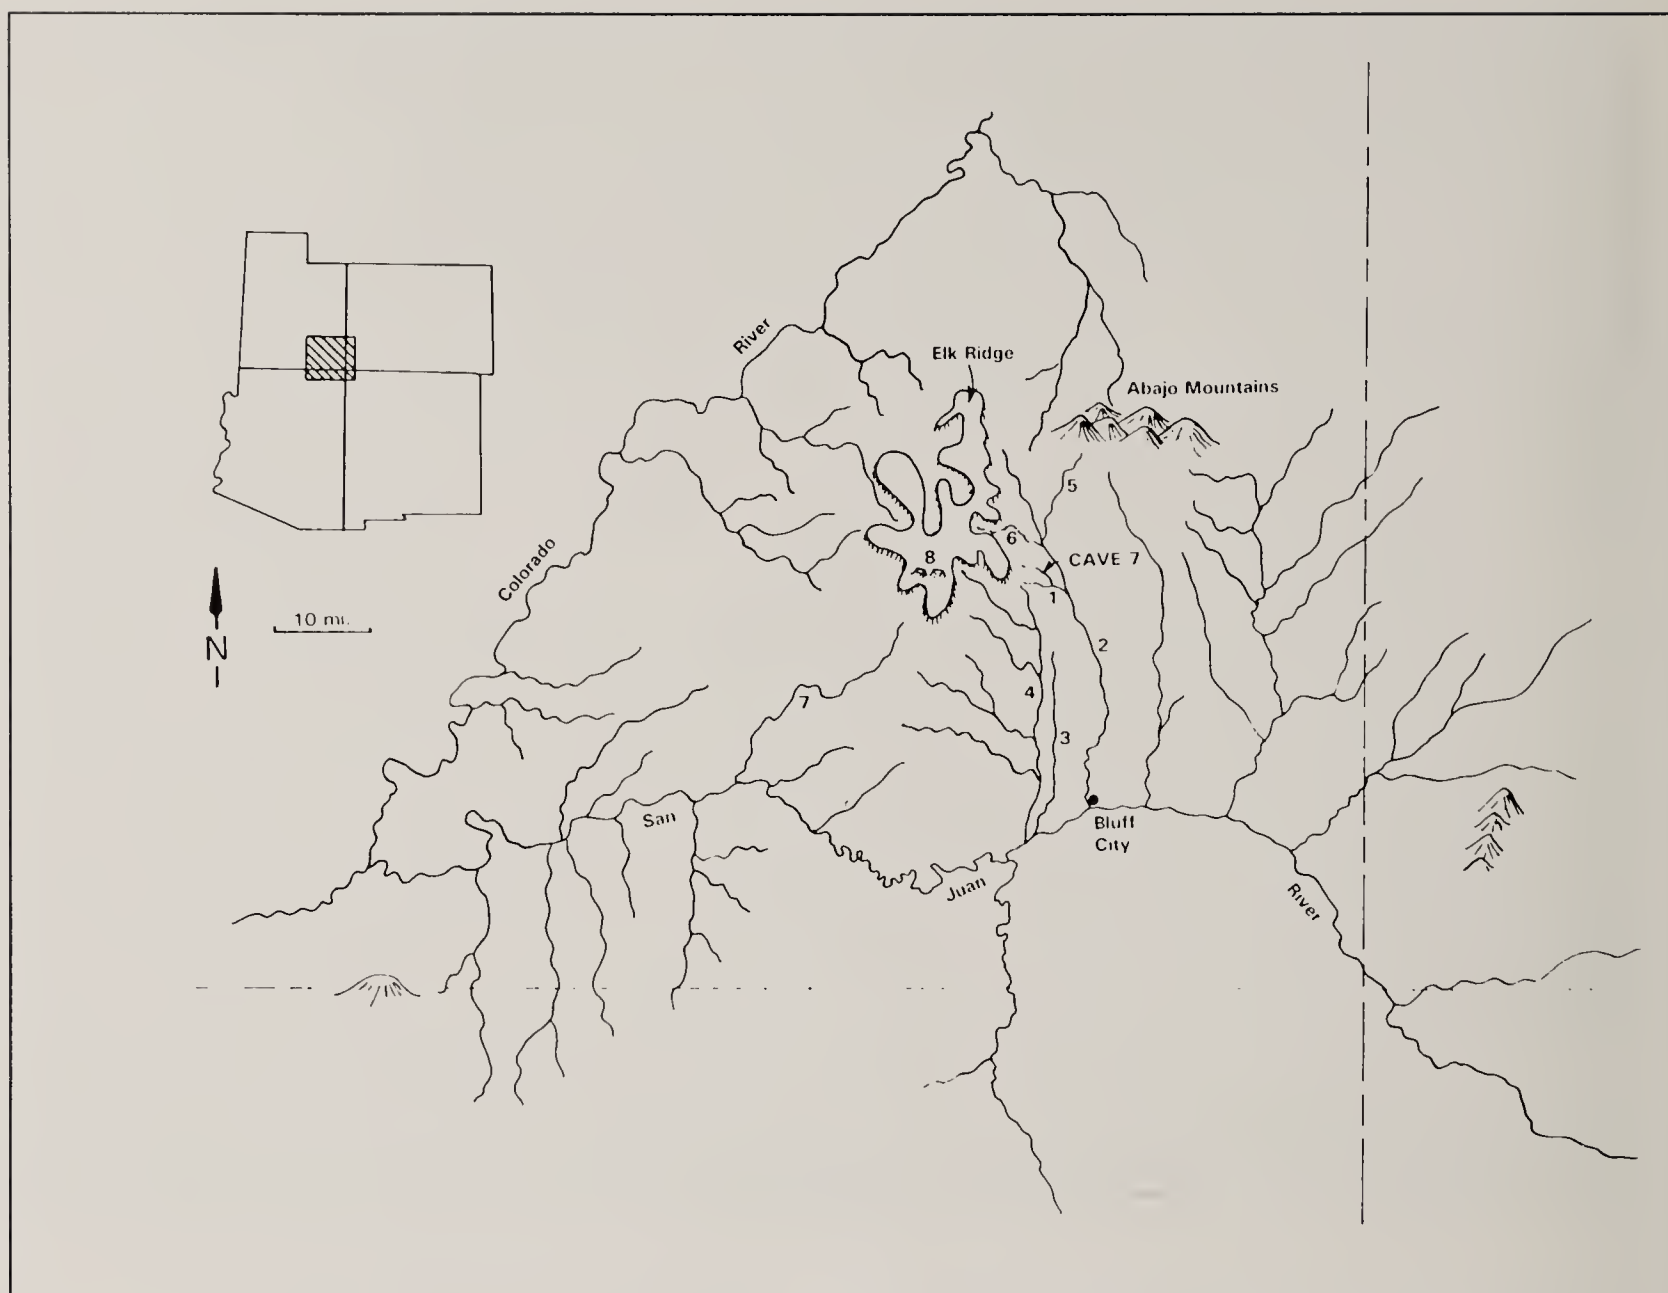 River
Elk Ridge
Abajo Mountains
5
6
8
CAVE 7
Colorado
1
10 mi.
N
2
4
7
3
San
Bluff
City
Juan
River